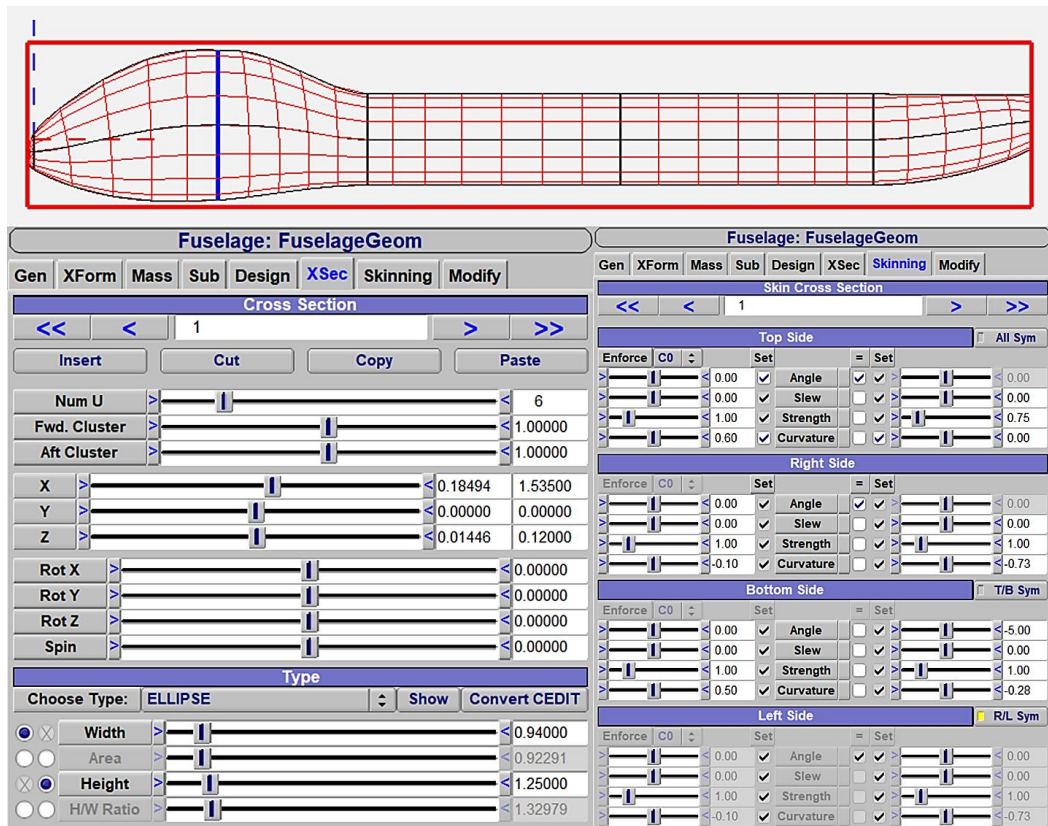 Fuselage: FuselageGeom
Gen XForm Mass Sub Design XSec Skinning Modify
Cross Section
<< < 1 > >>
Insert Cut Copy Paste
Num U > < 6
Fwd. Cluster > < 1.00000
Aft Cluster > < 1.00000
X > < 0.18494 1.53500
Y > < 0.00000 0.00000
Z > < 0.01446 0.12000
Rot X > < 0.00000
Rot Y > < 0.00000
Rot Z > < 0.00000
Spin > < 0.00000
Type
Choose Type: ELLIPSE Show Convert CEDIT
Width > < 0.94000
Area > < 0.92291
Height > < 1.25000
H/W Ratio > < 1.32979
Fuselage: FuselageGeom
Gen XForm Mass Sub Design XSec Skinning Modify
Skin Cross Section
<< < 1 > >>
Top Side All Sym
Enforce C0 Set = Set
> < 0.00 Angle > < 0.00
> < 0.00 Slew > < 0.00
> < 1.00 Strength > < 0.75
> < 0.60 Curvature > < 0.00
Right Side
Enforce C0 Set = Set
> < 0.00 Angle > < 0.00
> < 0.00 Slew > < 0.00
> < 1.00 Strength > < 1.00
> < -0.10 Curvature > < -0.73
Bottom Side T/B Sym
Enforce C0 Set = Set
> < 0.00 Angle > < -5.00
> < 0.00 Slew > < 0.00
> < 1.00 Strength > < 1.00
> < 0.50 Curvature > < -0.28
Left Side R/L Sym
Enforce C0 Set = Set
> < 0.00 Angle > < 0.00
> < 0.00 Slew > < 0.00
> < 1.00 Strength > < 1.00
> < -0.10 Curvature > < -0.73